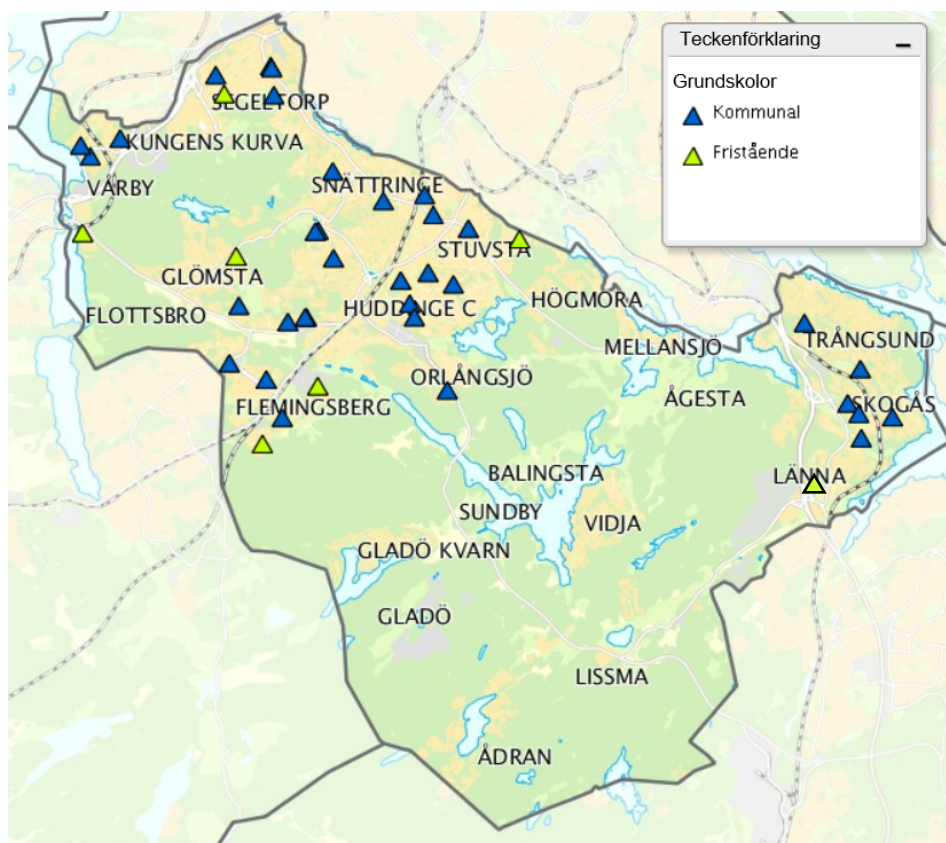 Teckenförklaring
Grundskolor
Kommunal
Fristående
SEGELTORP
KUNGENS KURVA
VÅRBY
SNÄTTRINGE
STUVSTA
GLÖMSTA
HÖGMORA
FLOTTSBRO
HUDDINGE C
TRÅNGSUND
MELLANSJÖ
ORLÅNGSJÖ
ÅGESTA
FLEMINGSBERG
SKOGÅS
BALINGSTA
LÄNNA
SUNDBY
VIDJA
GLADÖ KVARN
GLADÖ
LISSMA
ÅDRAN